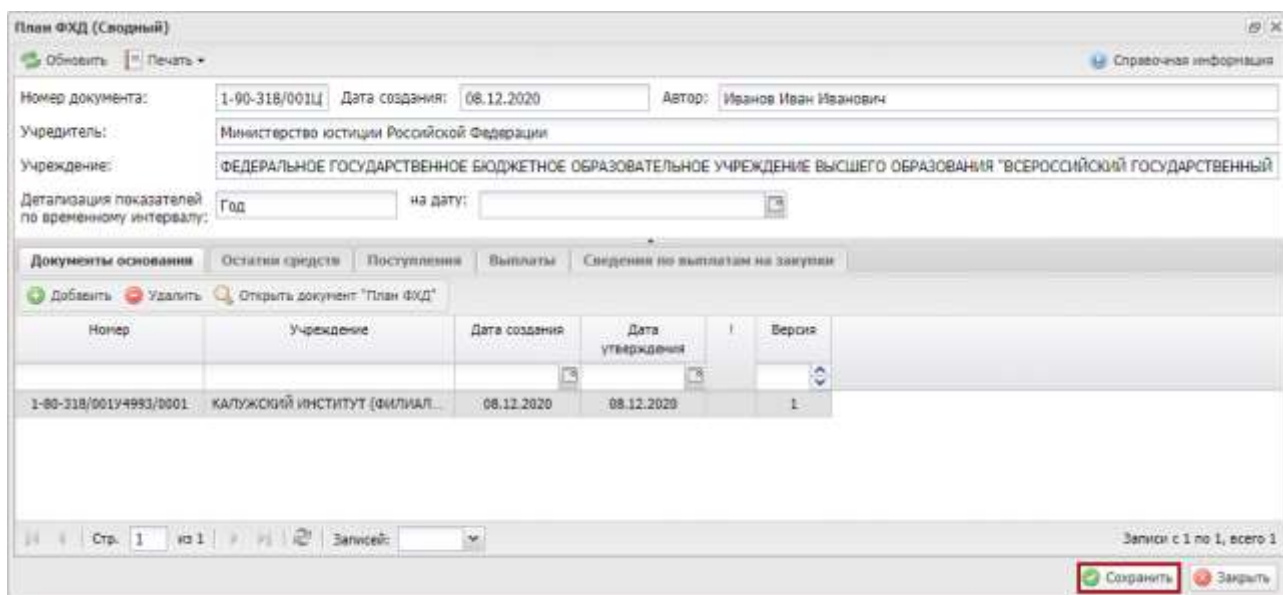 План ФХД (Сводный)
Обновить Печать Справочная информация
Номер документа: 1-90-318/001Ц Дата создания: 08.12.2020 Автор: Иванов Иван Иванович
Учредитель: Министерство юстиции Российской Федерации
Учреждение: ФЕДЕРАЛЬНОЕ ГОСУДАРСТВЕННОЕ БЮДЖЕТНОЕ ОБРАЗОВАТЕЛЬНОЕ УЧРЕЖДЕНИЕ ВЫСШЕГО ОБРАЗОВАНИЯ "ВСЕРОССИЙСКИЙ ГОСУДАРСТВЕННЫЙ
Детализация показателей по временному интервалу: Год на дату:
Документы основания Остатки средств Поступления Выплаты Сведения по выплатам на закупки
Добавить Удалить Открыть документ "План ФХД"
Номер Учреждение Дата создания Дата утверждения ! Версия
1-80-318/001У4993/0001 КАЛУЖСКИЙ ИНСТИТУТ (ФИЛИАЛ... 08.12.2020 08.12.2020 1
Стр. 1 из 1 Записей: Записи с 1 по 1, всего 1
Сохранить Закрыть